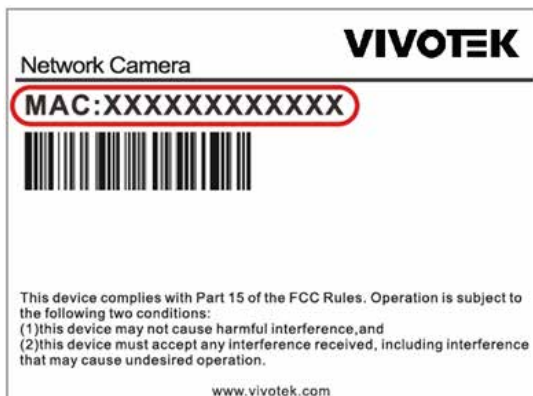 VIVOTEK
Network Camera
MAC:XXXXXXXXXXXX
This device complies with Part 15 of the FCC Rules. Operation is subject to
the following two conditions:
(1)this device may not cause harmful interference,and
(2)this device must accept any interference received, including interference
that may cause undesired operation.
www.vivotek.com